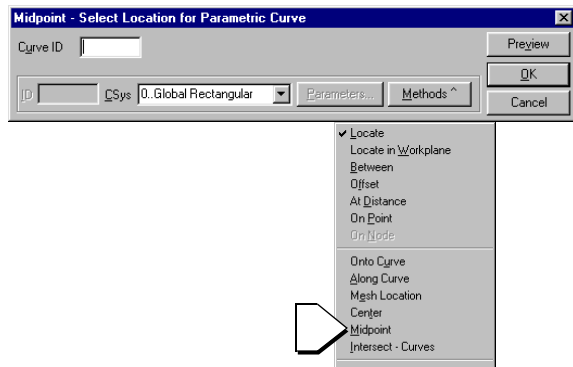 Midpoint - Select Location for Parametric Curve
Curve ID
Preview
OK
ID CSys 0..Global Rectangular Parameters... Methods ^
Cancel
Locate
Locate in Workplane
Between
Offset
At Distance
On Point
On Node
Onto Curve
Along Curve
Mesh Location
Center
Midpoint
Intersect - Curves